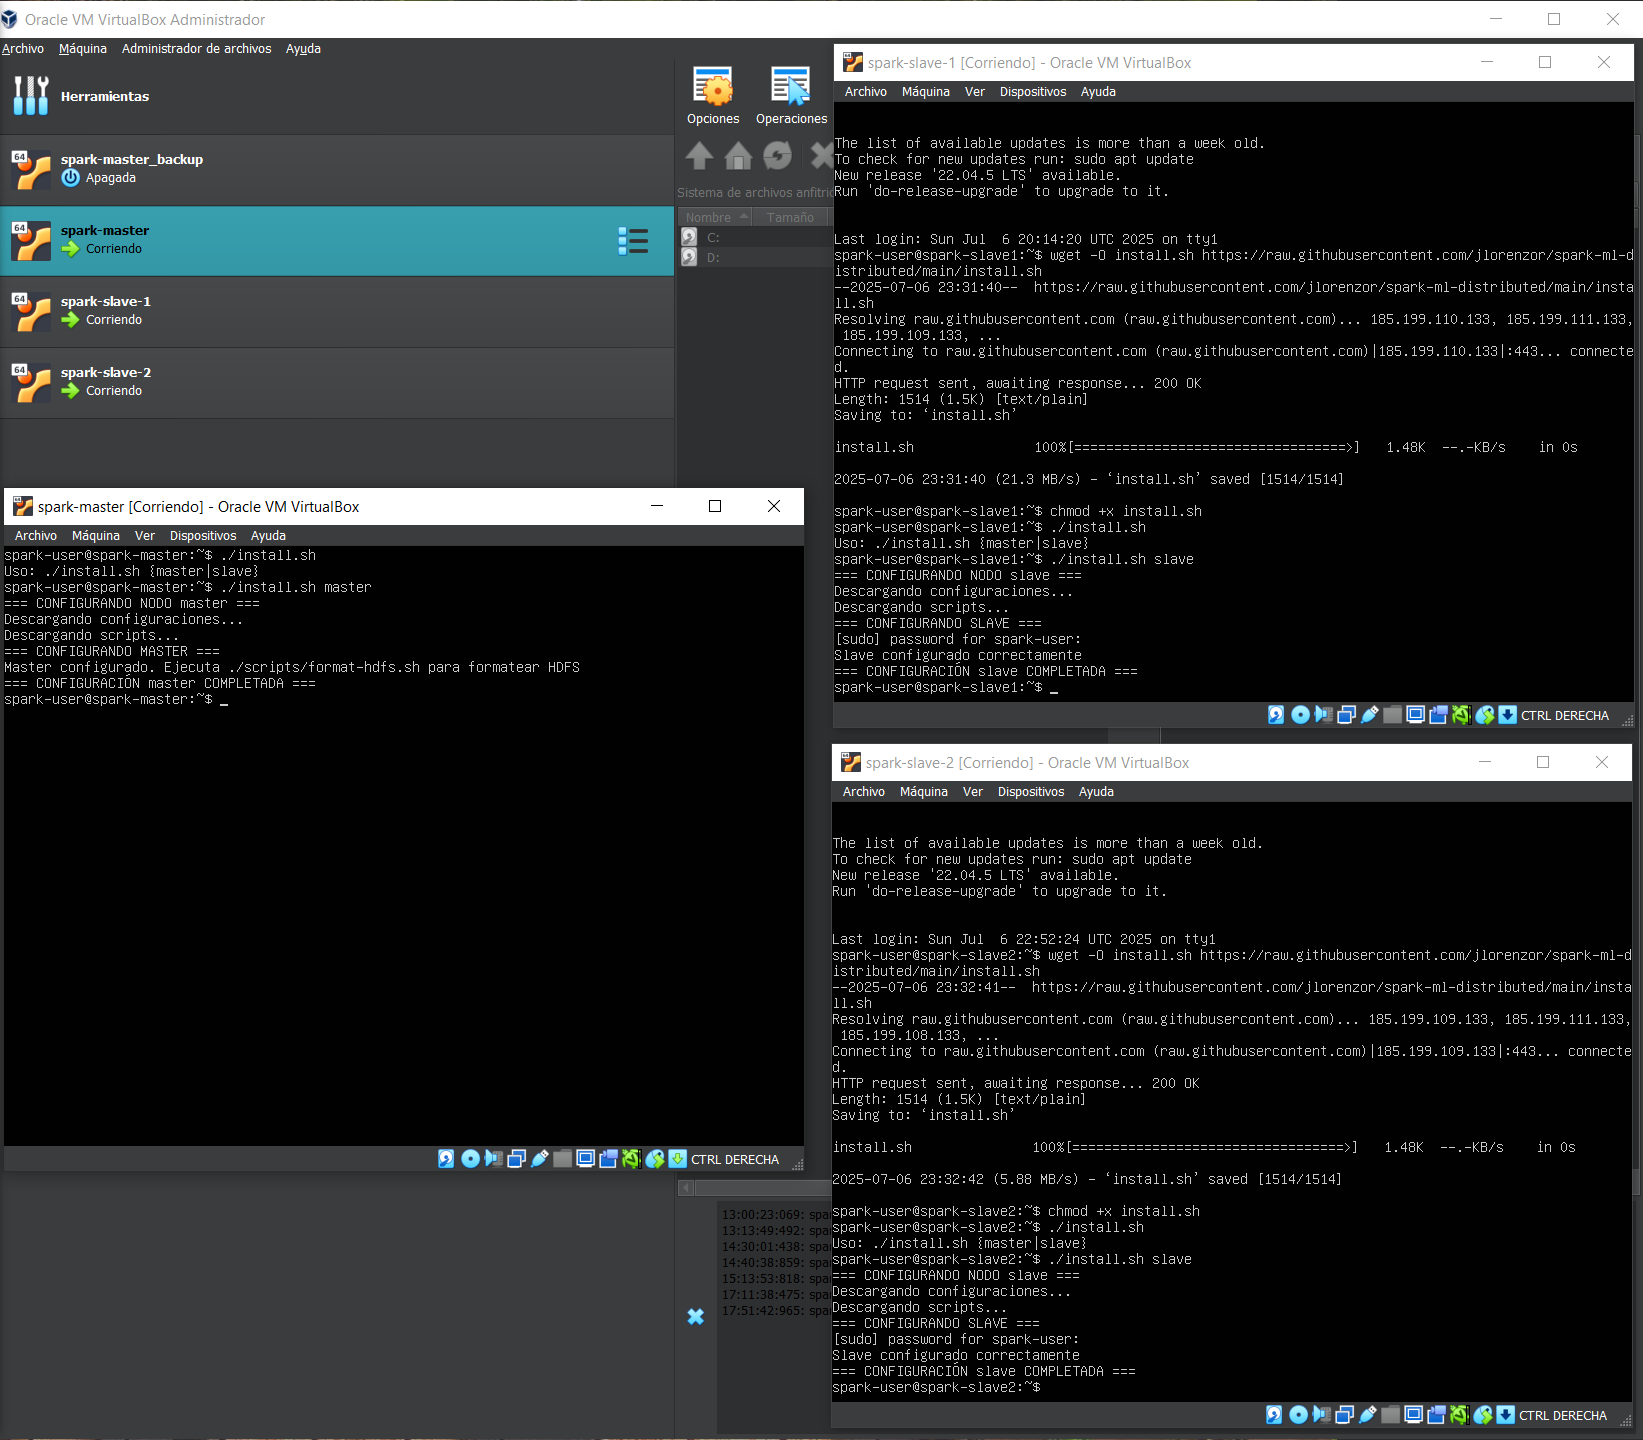 Oracle VM VirtualBox Administrador
Archivo Máquina Administrador de archivos Ayuda
Herramientas
64
spark-master_backup
Apagada
64
spark-master
Corriendo
64
spark-slave-1
Corriendo
64
spark-slave-2
Corriendo
Opciones Operaciones
Sistema de archivos anfitri
Nombre Tamaño
C:
D:
spark-master [Corriendo] - Oracle VM VirtualBox
Archivo Máquina Ver Dispositivos Ayuda
spark-user@spark-master:~$ ./install.sh
Uso: ./install.sh {master|slave}
spark-user@spark-master:~$ ./install.sh master
=== CONFIGURANDO NODO master ===
Descargando configuraciones...
Descargando scripts...
=== CONFIGURANDO MASTER ===
Master configurado. Ejecuta ./scripts/format-hdfs.sh para formatear HDFS
=== CONFIGURACIÓN master COMPLETADA ===
spark-user@spark-master:~$ _
CTRL DERECHA
13:00:23:069: spa
13:13:49:492: spa
14:30:01:438: spa
14:40:38:859: spa
15:13:53:818: spa
17:11:38:475: spa
17:51:42:965: spa
spark-slave-1 [Corriendo] - Oracle VM VirtualBox
Archivo Máquina Ver Dispositivos Ayuda
The list of available updates is more than a week old.
To check for new updates run: sudo apt update
New release '22.04.5 LTS' available.
Run 'do-release-upgrade' to upgrade to it.
Last login: Sun Jul  6 20:14:20 UTC 2025 on tty1
spark-user@spark-slave1:~$ wget -O install.sh https://raw.githubusercontent.com/jlorenzor/spark-ml-d
istributed/main/install.sh
--2025-07-06 23:31:40--  https://raw.githubusercontent.com/jlorenzor/spark-ml-distributed/main/insta
ll.sh
Resolving raw.githubusercontent.com (raw.githubusercontent.com)... 185.199.110.133, 185.199.111.133,
 185.199.109.133, ...
Connecting to raw.githubusercontent.com (raw.githubusercontent.com)|185.199.110.133|:443... connecte
d.
HTTP request sent, awaiting response... 200 OK
Length: 1514 (1.5K) [text/plain]
Saving to: ‘install.sh’
install.sh 100%[==================================>] 1.48K --.-KB/s in 0s
2025-07-06 23:31:40 (21.3 MB/s) - ‘install.sh’ saved [1514/1514]
spark-user@spark-slave1:~$ chmod +x install.sh
spark-user@spark-slave1:~$ ./install.sh
Uso: ./install.sh {master|slave}
spark-user@spark-slave1:~$ ./install.sh slave
=== CONFIGURANDO NODO slave ===
Descargando configuraciones...
Descargando scripts...
=== CONFIGURANDO SLAVE ===
[sudo] password for spark-user:
Slave configurado correctamente
=== CONFIGURACIÓN slave COMPLETADA ===
spark-user@spark-slave1:~$ _
CTRL DERECHA
spark-slave-2 [Corriendo] - Oracle VM VirtualBox
Archivo Máquina Ver Dispositivos Ayuda
The list of available updates is more than a week old.
To check for new updates run: sudo apt update
New release '22.04.5 LTS' available.
Run 'do-release-upgrade' to upgrade to it.
Last login: Sun Jul  6 22:52:24 UTC 2025 on tty1
spark-user@spark-slave2:~$ wget -O install.sh https://raw.githubusercontent.com/jlorenzor/spark-ml-d
istributed/main/install.sh
--2025-07-06 23:32:41--  https://raw.githubusercontent.com/jlorenzor/spark-ml-distributed/main/insta
ll.sh
Resolving raw.githubusercontent.com (raw.githubusercontent.com)... 185.199.109.133, 185.199.111.133,
 185.199.108.133, ...
Connecting to raw.githubusercontent.com (raw.githubusercontent.com)|185.199.109.133|:443... connecte
d.
HTTP request sent, awaiting response... 200 OK
Length: 1514 (1.5K) [text/plain]
Saving to: ‘install.sh’
install.sh 100%[==================================>] 1.48K --.-KB/s in 0s
2025-07-06 23:32:42 (5.88 MB/s) - ‘install.sh’ saved [1514/1514]
spark-user@spark-slave2:~$ chmod +x install.sh
spark-user@spark-slave2:~$ ./install.sh
Uso: ./install.sh {master|slave}
spark-user@spark-slave2:~$ ./install.sh slave
=== CONFIGURANDO NODO slave ===
Descargando configuraciones...
Descargando scripts...
=== CONFIGURANDO SLAVE ===
[sudo] password for spark-user:
Slave configurado correctamente
=== CONFIGURACIÓN slave COMPLETADA ===
spark-user@spark-slave2:~$
CTRL DERECHA